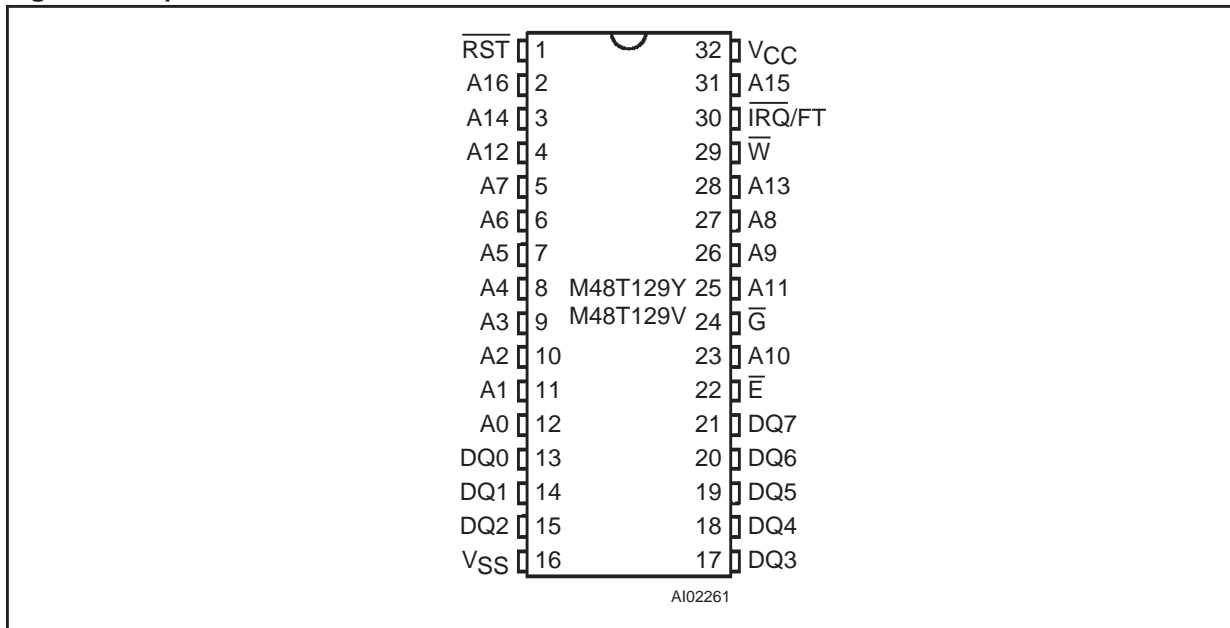 R̅S̅T̅ 1 32 VCC
A16 2 31 A15
A14 3 30 I̅R̅Q̅/FT
A12 4 29 W̅
A7 5 28 A13
A6 6 27 A8
A5 7 26 A9
A4 8 M48T129Y 25 A11
A3 9 M48T129V 24 G̅
A2 10 23 A10
A1 11 22 E̅
A0 12 21 DQ7
DQ0 13 20 DQ6
DQ1 14 19 DQ5
DQ2 15 18 DQ4
VSS 16 17 DQ3
AI02261